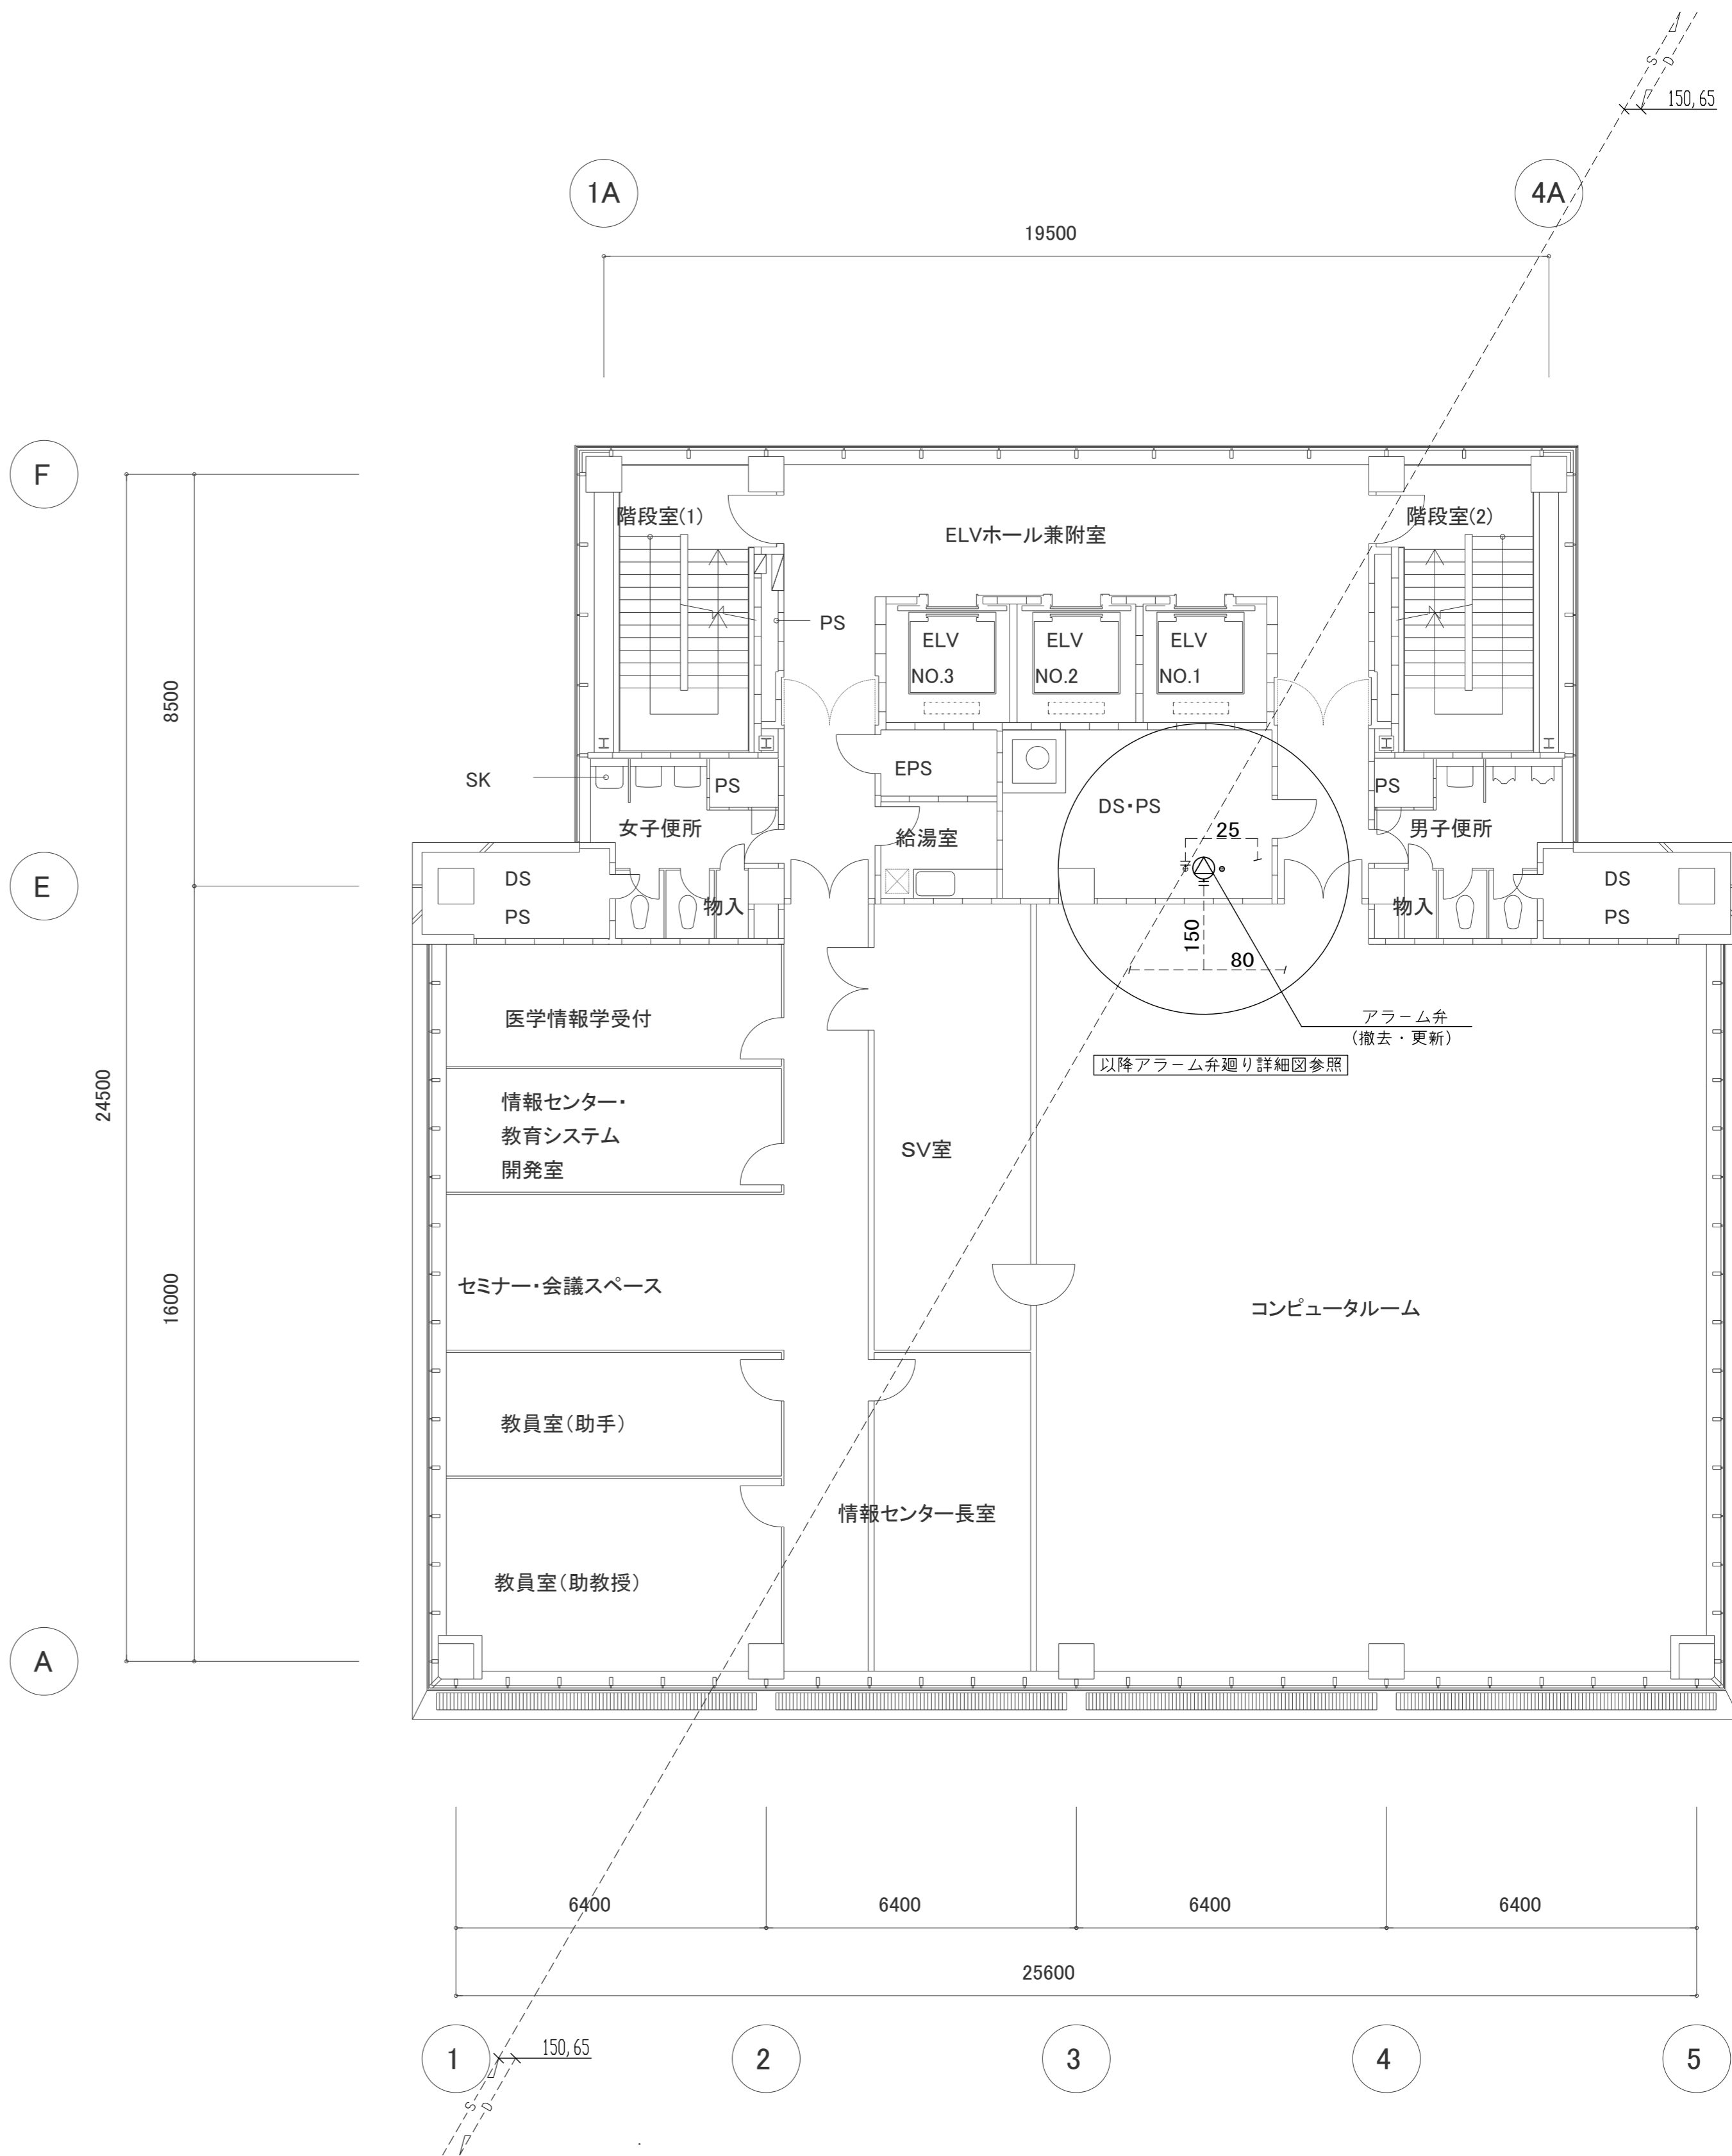 S
D
150,65
1A
4A
19500
F
階段室(1)
ELVホール兼附室
階段室(2)
PS
ELV
NO.3
ELV
NO.2
ELV
NO.1
8500
SK
PS
EPS
DS・PS
PS
女子便所
給湯室
25
男子便所
E
DS
PS
物入
物入
DS
PS
150
80
医学情報学受付
アラーム弁
(撤去・更新)
以降アラーム弁廻り詳細図参照
24500
情報センター・
教育システム
開発室
SV室
16000
セミナー・会議スペース
コンピュータルーム
教員室(助手)
情報センター長室
教員室(助教授)
A
6400
6400
6400
6400
25600
1
150,65
2
3
4
5
S
D